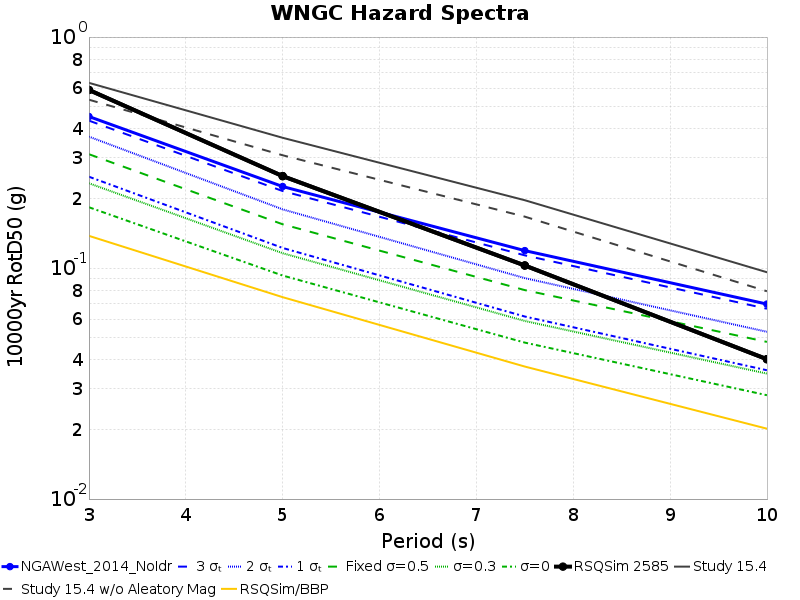 WNGC Hazard Spectra
10⁰
8
6
4
3
2
10⁻¹
8
6
4
3
2
10⁻²
10000yr RotD50 (g)
3 4 5 6 7 8 9 10
Period (s)
NGAWest_2014_NoIdr 3 σₜ 2 σₜ 1 σₜ Fixed σ=0.5 σ=0.3 σ=0 RSQSim 2585 Study 15.4
Study 15.4 w/o Aleatory Mag RSQSim/BBP